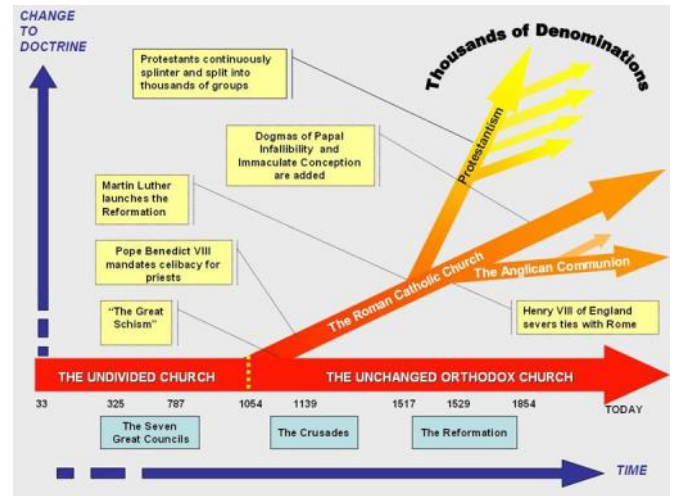 CHANGE
TO
DOCTRINE
Thousands of Denominations
Protestants continuously
splinter and split into
thousands of groups
Protestantism
Dogmas of Papal
Infallibility and
Immaculate Conception
are added
Martin Luther
launches the
Reformation
Pope Benedict VIII
mandates celibacy for
priests
The Roman Catholic Church
The Anglican Communion
"The Great
Schism"
Henry VIII of England
severs ties with Rome
THE UNDIVIDED CHURCH
THE UNCHANGED ORTHODOX CHURCH
33 325 787 1054 1139 1517 1529 1854 TODAY
The Seven
Great Councils
The Crusades
The Reformation
TIME